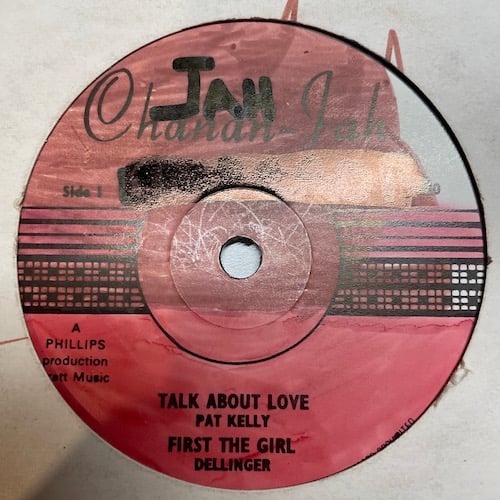 JAH
Chanan-Jah
Side 1
A
PHILLIPS
production
TALK ABOUT LOVE
PAT KELLY
FIRST THE GIRL
DELLINGER